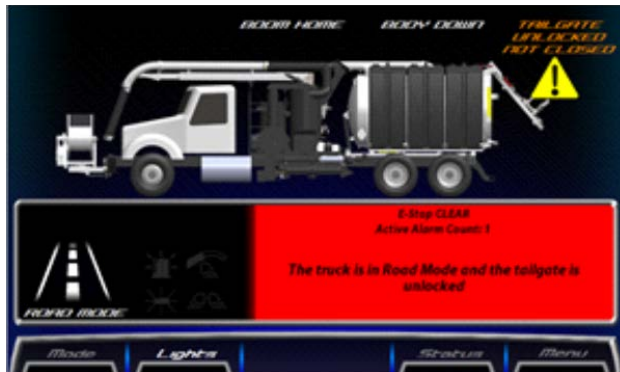 BOOM HOME
BODY DOWN
TAILGATE
UNLOCKED
NOT CLOSED
E-Stop CLEAR
Active Alarm Count: 1
The truck is in Road Mode and the tailgate is
unlocked
ROAD MODE
Mode
Lights
Status
Menu